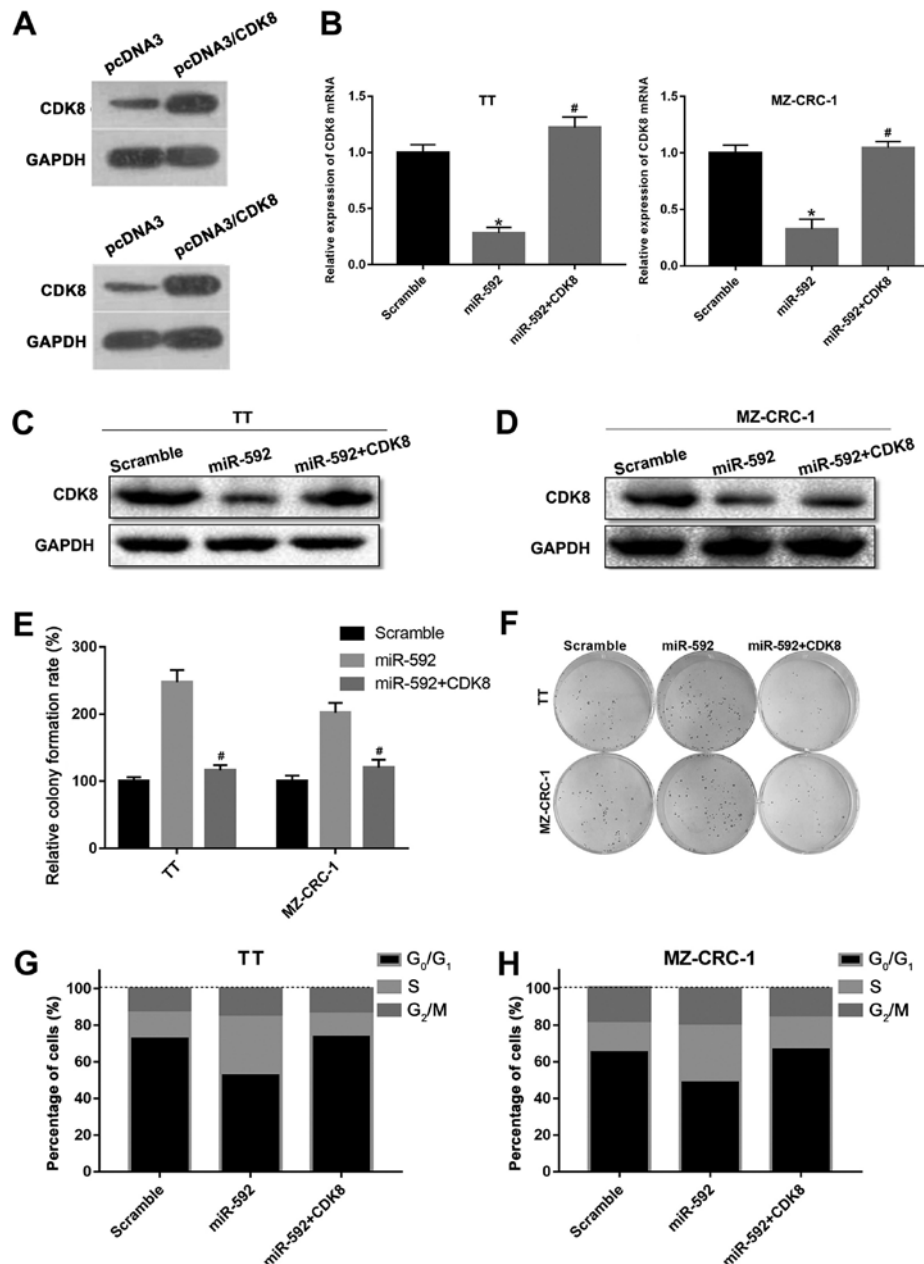 A
pcDNA3
pcDNA3/CDK8
CDK8
GAPDH
pcDNA3
pcDNA3/CDK8
CDK8
GAPDH
B
TT
Relative expression of CDK8 mRNA
1.5
1.0
0.5
0.0
*
#
Scramble
miR-592
miR-592+CDK8
MZ-CRC-1
Relative expression of CDK8 mRNA
1.5
1.0
0.5
0.0
*
#
Scramble
miR-592
miR-592+CDK8
C
TT
Scramble
miR-592
miR-592+CDK8
CDK8
GAPDH
D
MZ-CRC-1
Scramble
miR-592
miR-592+CDK8
CDK8
GAPDH
E
Relative colony formation rate (%)
300
200
100
0
Scramble
miR-592
miR-592+CDK8
#
#
TT
MZ-CRC-1
F
Scramble
miR-592
miR-592+CDK8
TT
MZ-CRC-1
G
TT
G0/G1
S
G2/M
Percentage of cells (%)
100
80
60
40
20
0
Scramble
miR-592
miR-592+CDK8
H
MZ-CRC-1
G0/G1
S
G2/M
Percentage of cells (%)
100
80
60
40
20
0
Scramble
miR-592
miR-592+CDK8